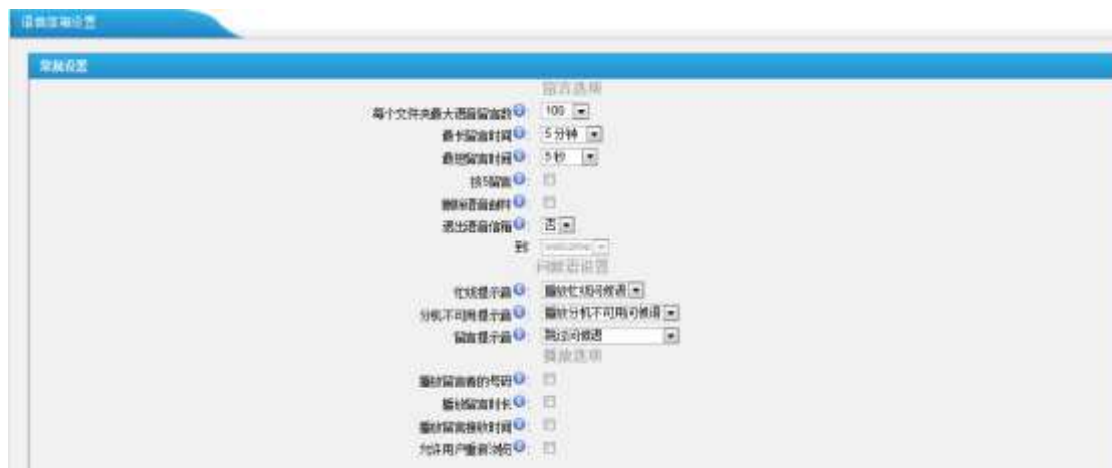 语音信箱设置
常规设置
留言选项
每个文件夹最大语音留言数: 100
最长留言时间: 5 分钟
最短留言时间: 5 秒
按5留言:
删除语音邮件:
退出语音信箱: 否
到 welcome
问候语设置
忙线提示音: 播放忙线问候语
分机不可用提示音: 播放分机不可用问候语
留言提示音: 跳过问候语
播放选项
播放留言者的号码:
播放留言时长:
播放留言接收时间:
允许用户重新浏览: